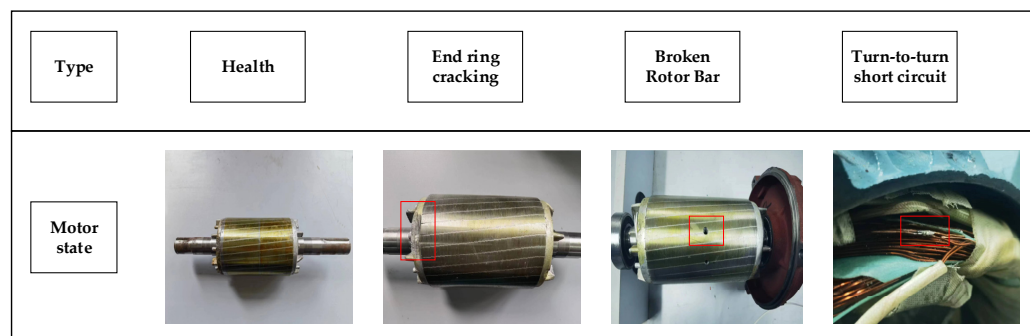 Type
Health
End ring
cracking
Broken
Rotor Bar
Turn-to-turn
short circuit
Motor
state